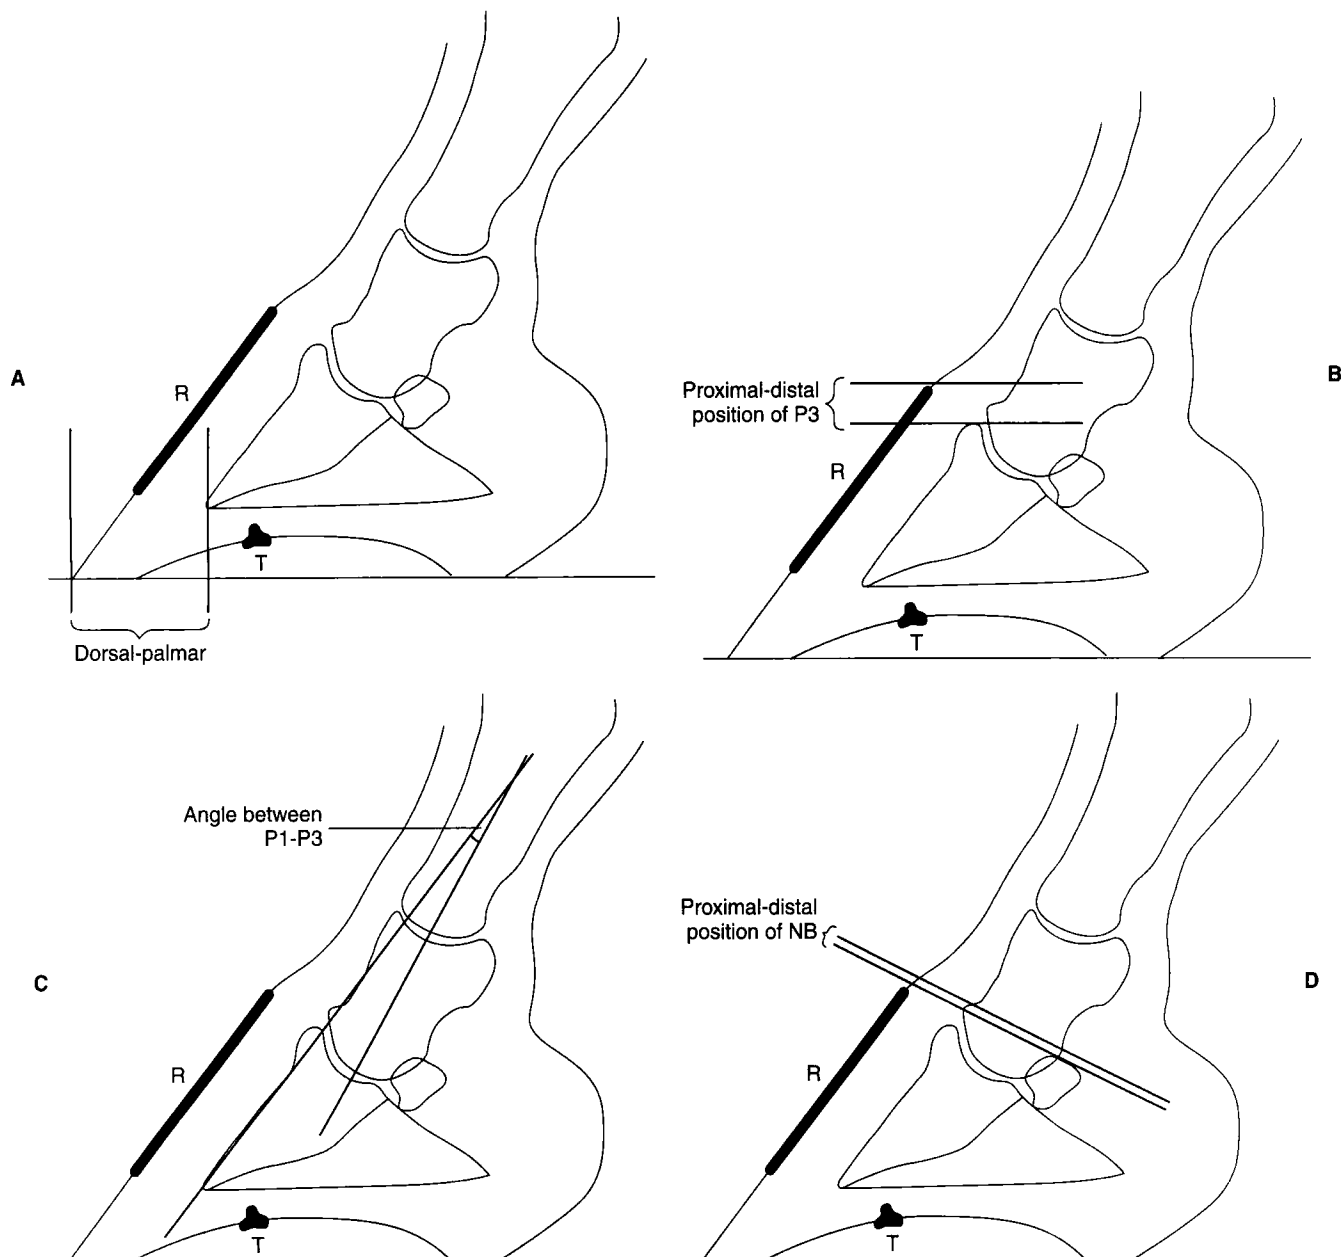 A
R
T
Dorsal-palmar
B
Proximal-distal
position of P3
R
T
C
Angle between
P1-P3
R
T
D
Proximal-distal
position of NB
R
T